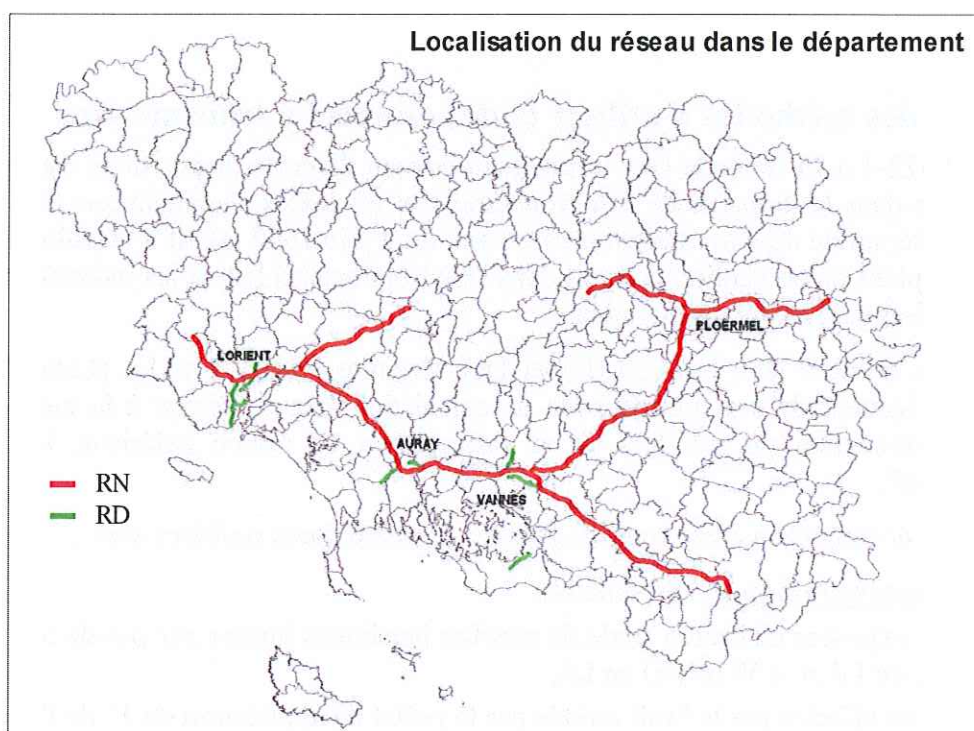 Localisation du réseau dans le département
PLOERMEL
LORIENT
AURAY
VANNES
RN
RD